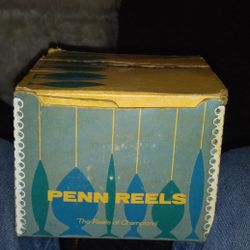 PENN REELS
"The Reels of Champions"